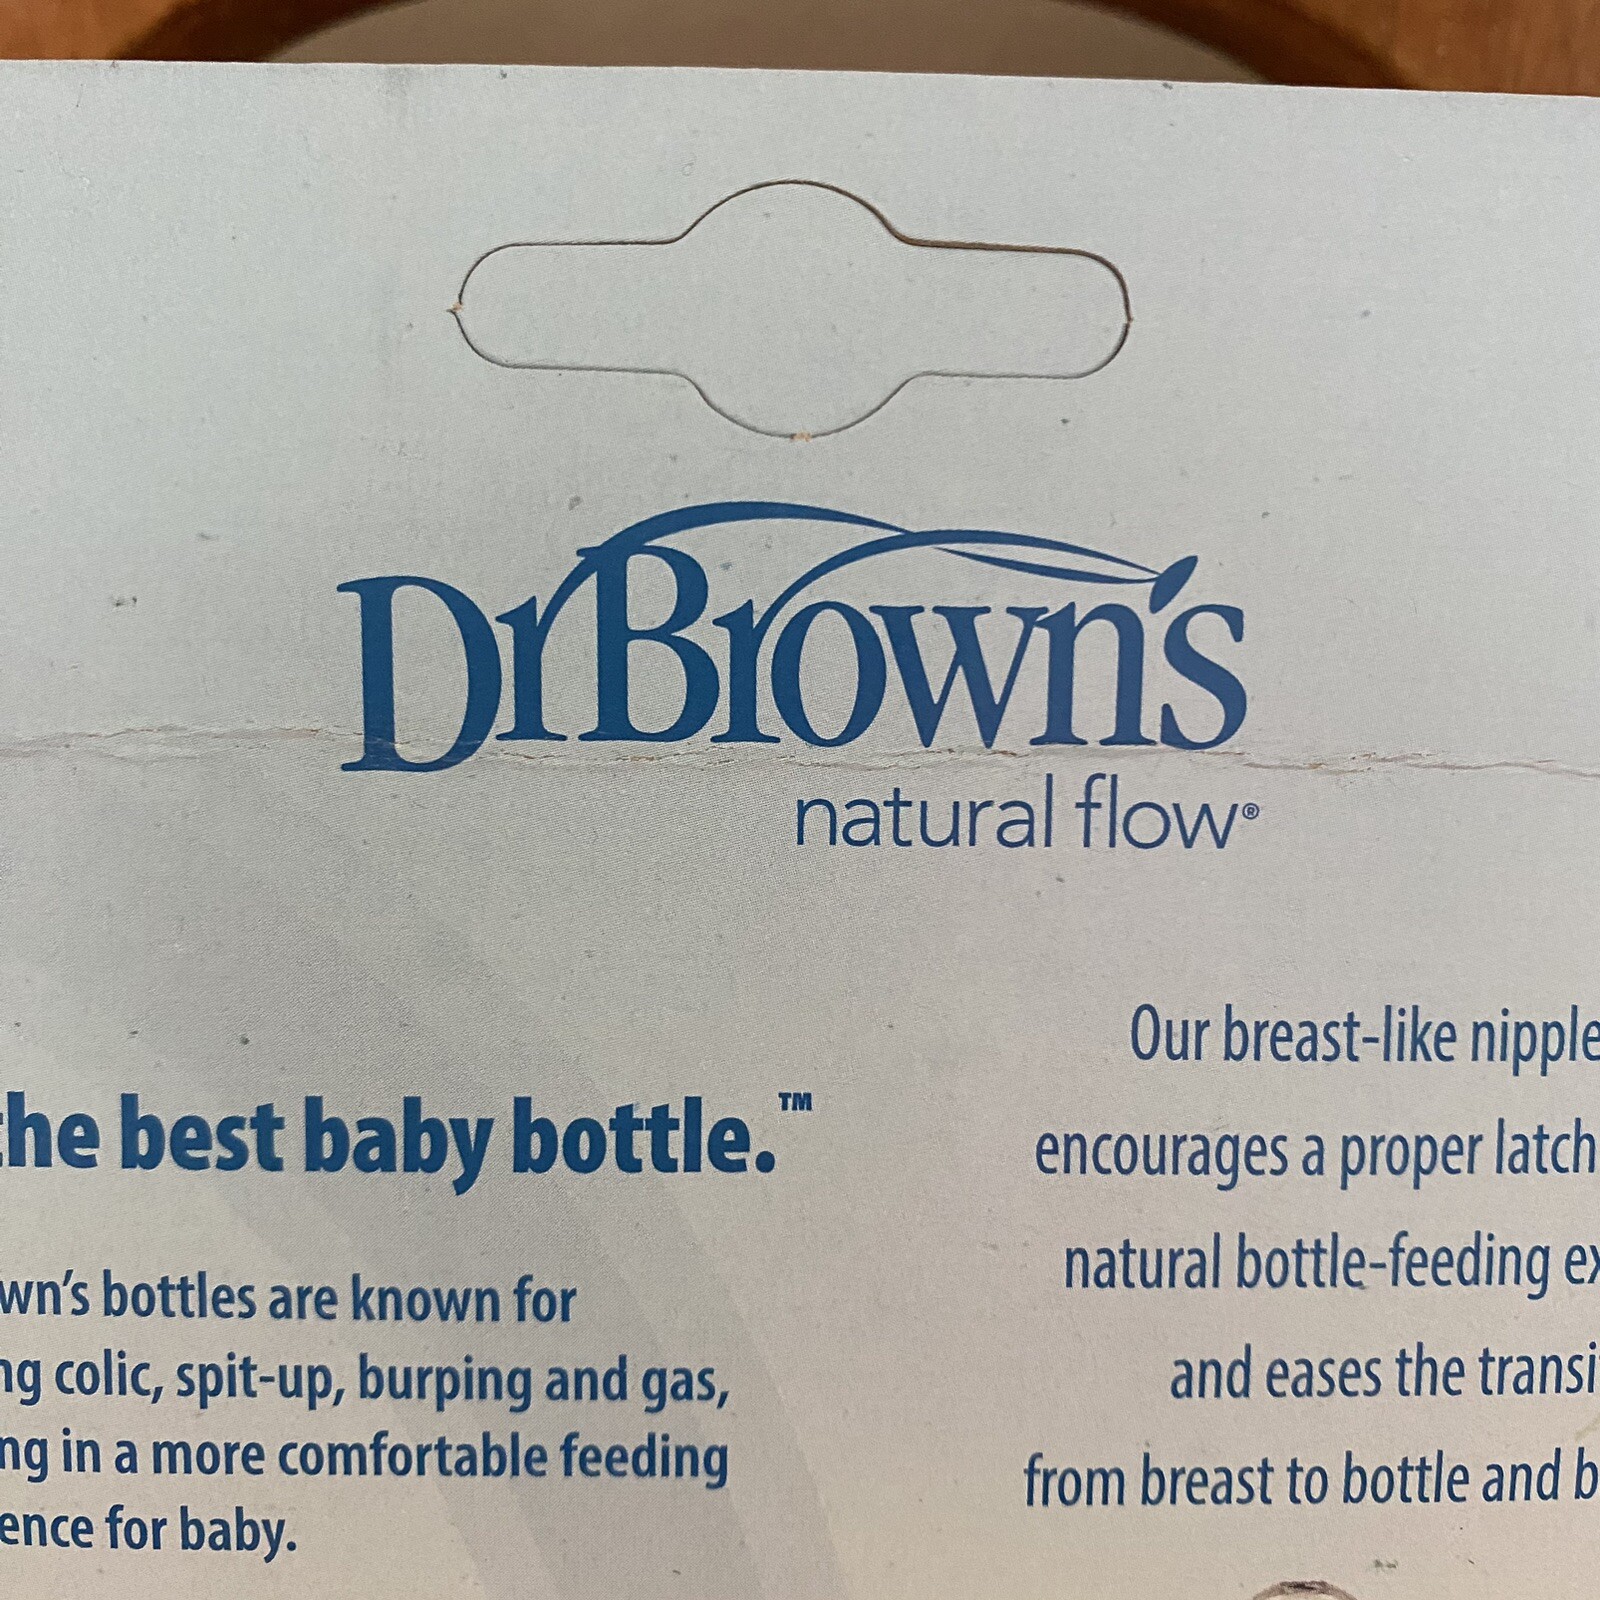 DrBrown's
natural flow®
the best baby bottle.™
wn's bottles are known for
ng colic, spit-up, burping and gas,
ng in a more comfortable feeding
ence for baby.
Our breast-like nipple
encourages a proper latch
natural bottle-feeding ex
and eases the transi
from breast to bottle and b